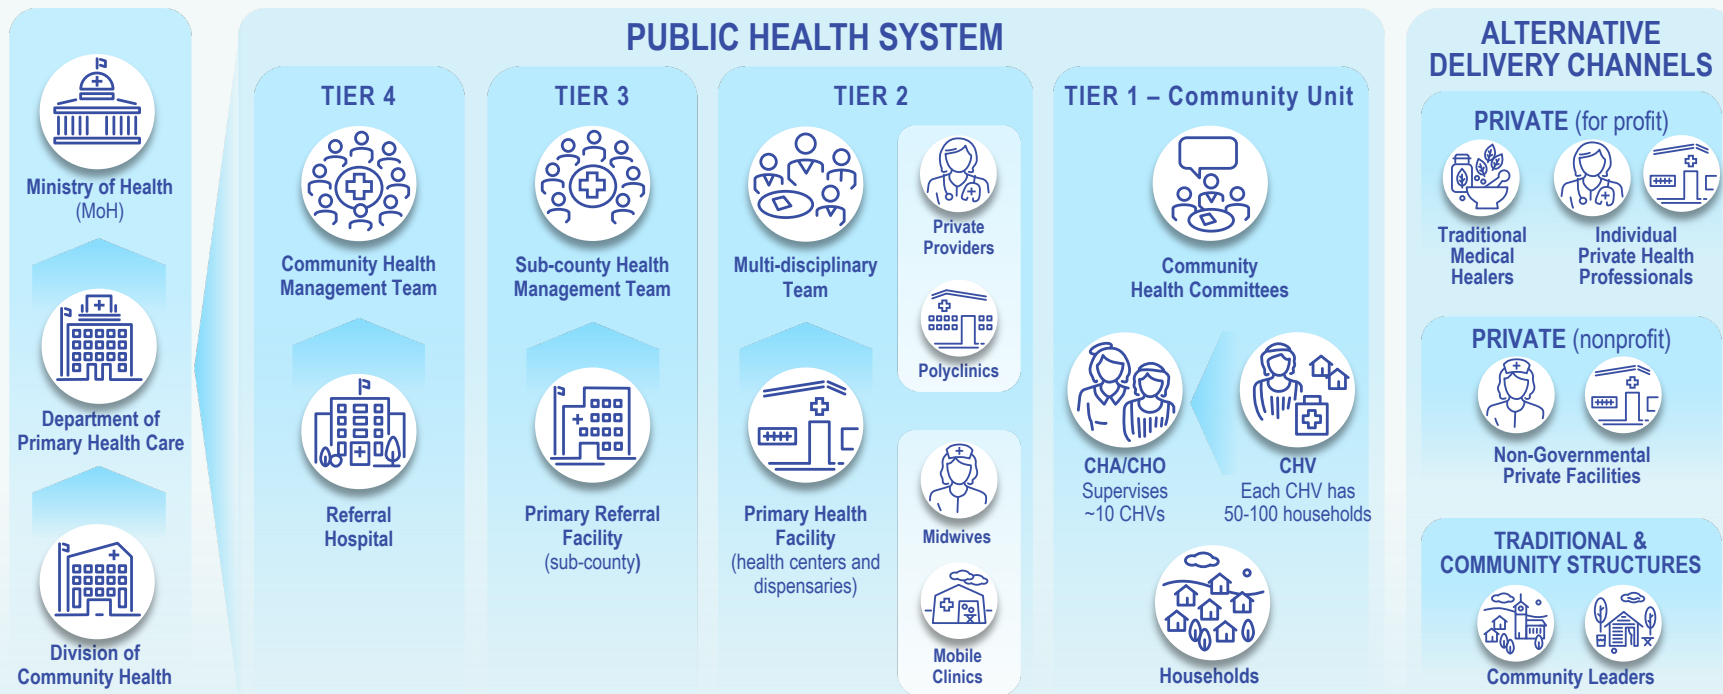 Ministry of Health
(MoH)
Department of
Primary Health Care
Division of
Community Health
PUBLIC HEALTH SYSTEM
TIER 4
Community Health
Management Team
Referral
Hospital
TIER 3
Sub-county Health
Management Team
Primary Referral
Facility
(sub-county)
TIER 2
Multi-disciplinary
Team
Primary Health
Facility
(health centers and
dispensaries)
Private
Providers
Polyclinics
Midwives
Mobile
Clinics
TIER 1 – Community Unit
Community
Health Committees
CHA/CHO
Supervises
~10 CHVs
CHV
Each CHV has
50-100 households
Households
ALTERNATIVE
DELIVERY CHANNELS
PRIVATE (for profit)
Traditional
Medical
Healers
Individual
Private Health
Professionals
PRIVATE (nonprofit)
Non-Governmental
Private Facilities
TRADITIONAL &
COMMUNITY STRUCTURES
Community Leaders